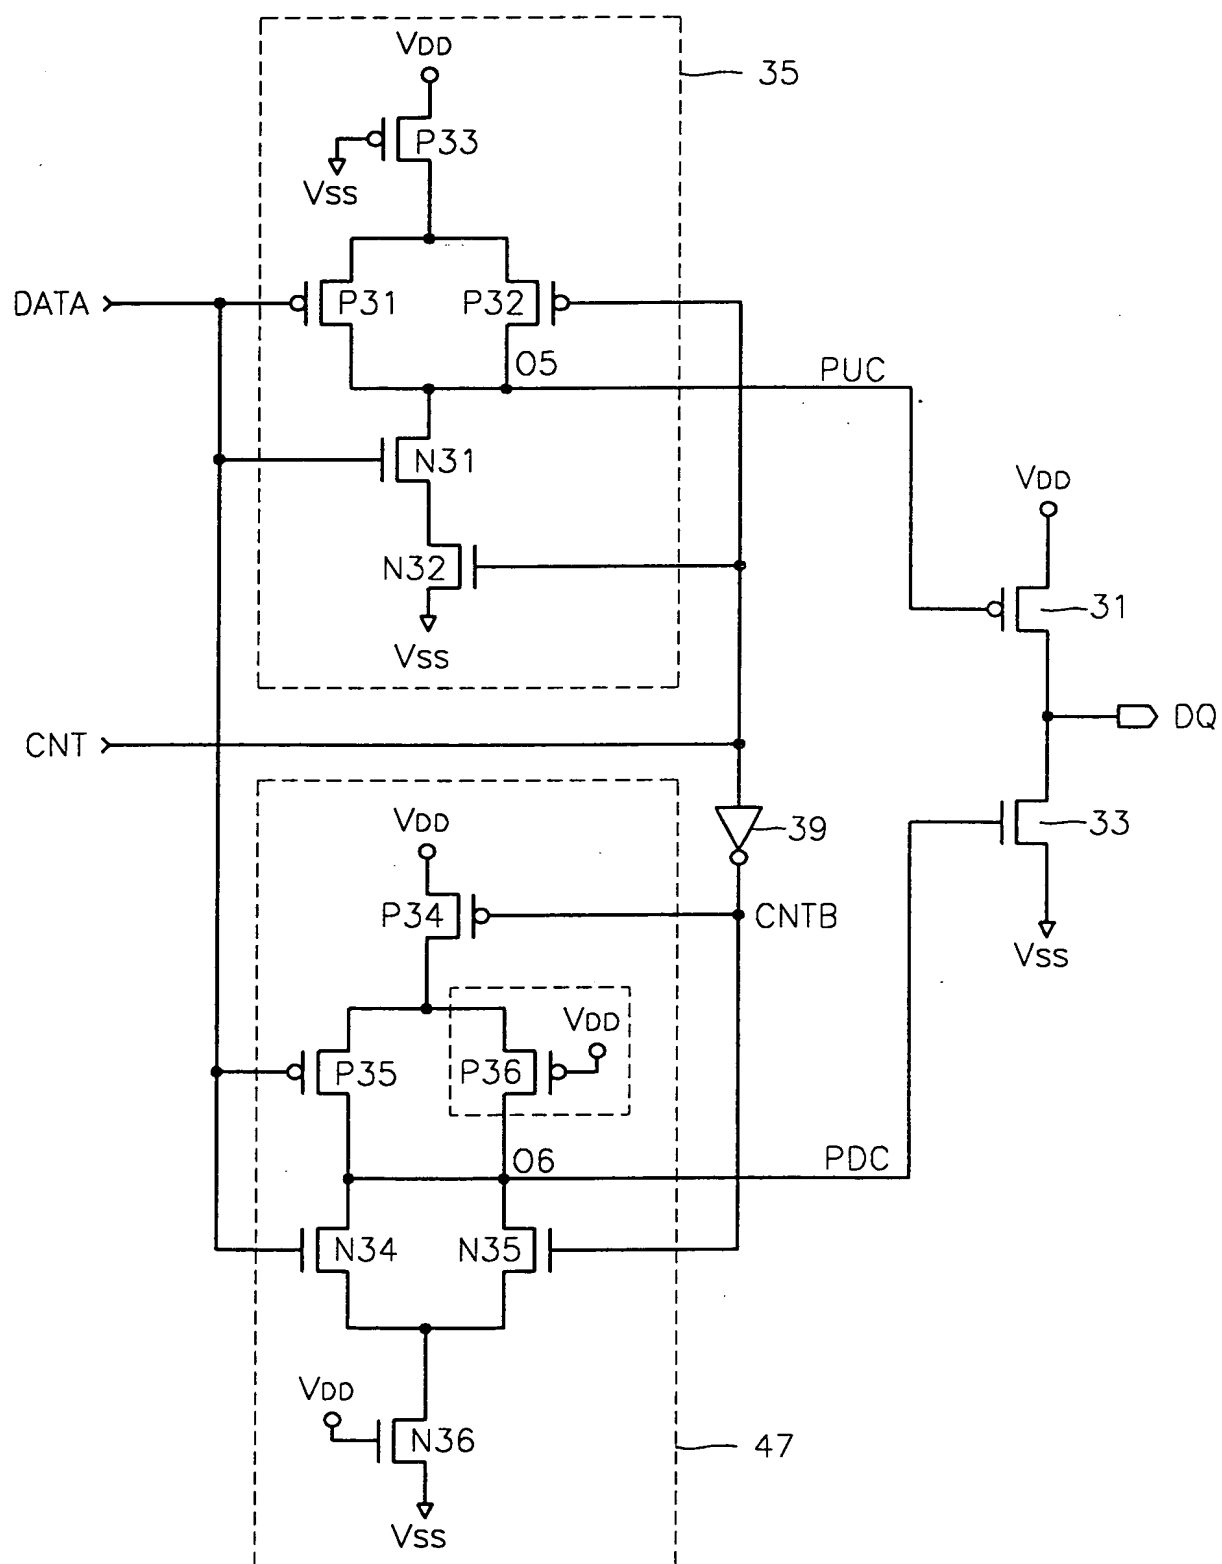 VDD
35
P33
VSS
DATA
P31
P32
O5
PUC
N31
VDD
N32
31
VSS
DQ
CNT
VDD
39
33
P34
CNTB
VSS
VDD
P35
P36
O6
PDC
N34
N35
VDD
N36
47
VSS